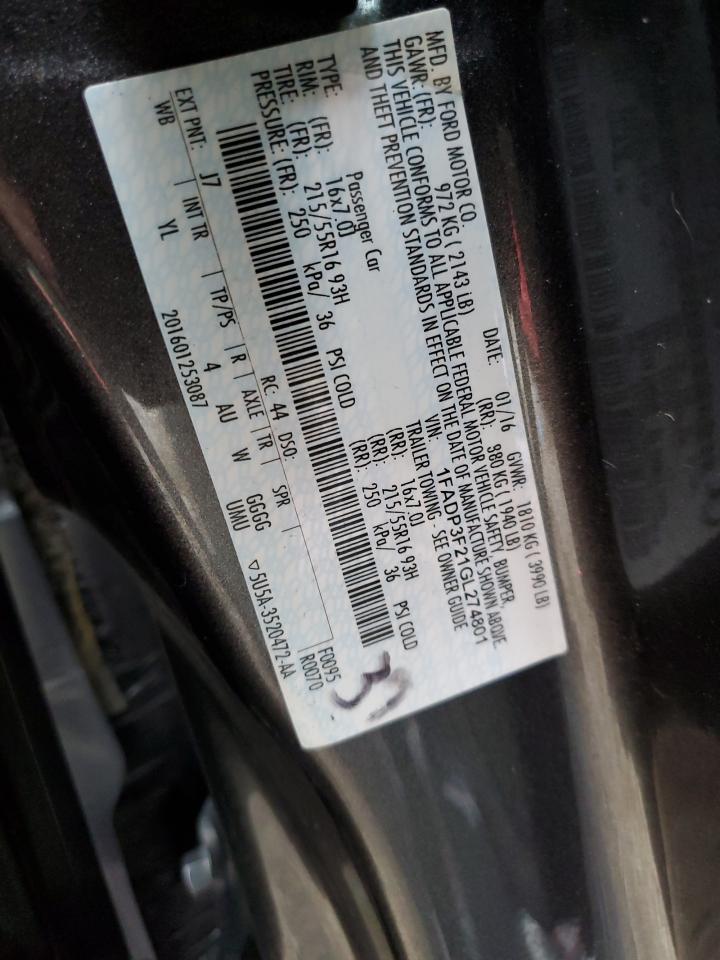 MFD. BY FORD MOTOR CO. DATE: 01/16 GVWR: 1810 KG ( 3990 LB)
GAWR: (FR): 972 KG ( 2143 LB) (RR): 980 KG ( 1940 LB)
THIS VEHICLE CONFORMS TO ALL APPLICABLE FEDERAL MOTOR VEHICLE SAFETY, BUMPER,
AND THEFT PREVENTION STANDARDS IN EFFECT ON THE DATE OF MANUFACTURE SHOWN ABOVE.
VIN: 1FADP3F21GL274801
TYPE: Passenger Car TRAILER TOWING - SEE OWNER GUIDE
RIM: (FR): 16x7.0J (RR): 16x7.0J
TIRE: (FR): 215/55R16 93H (RR): 215/55R16 93H
PRESSURE: (FR): 250 kPa/ 36 PSI COLD (RR): 250 kPa/ 36 PSI COLD
37
EXT PNT: J7 RC: 44 DSO: F0095
WB INT TR TP/PS R AXLE TR SPR R0070
YL 4 AU W GGGG
201601253087 UMU 5U5A-3520472-AA